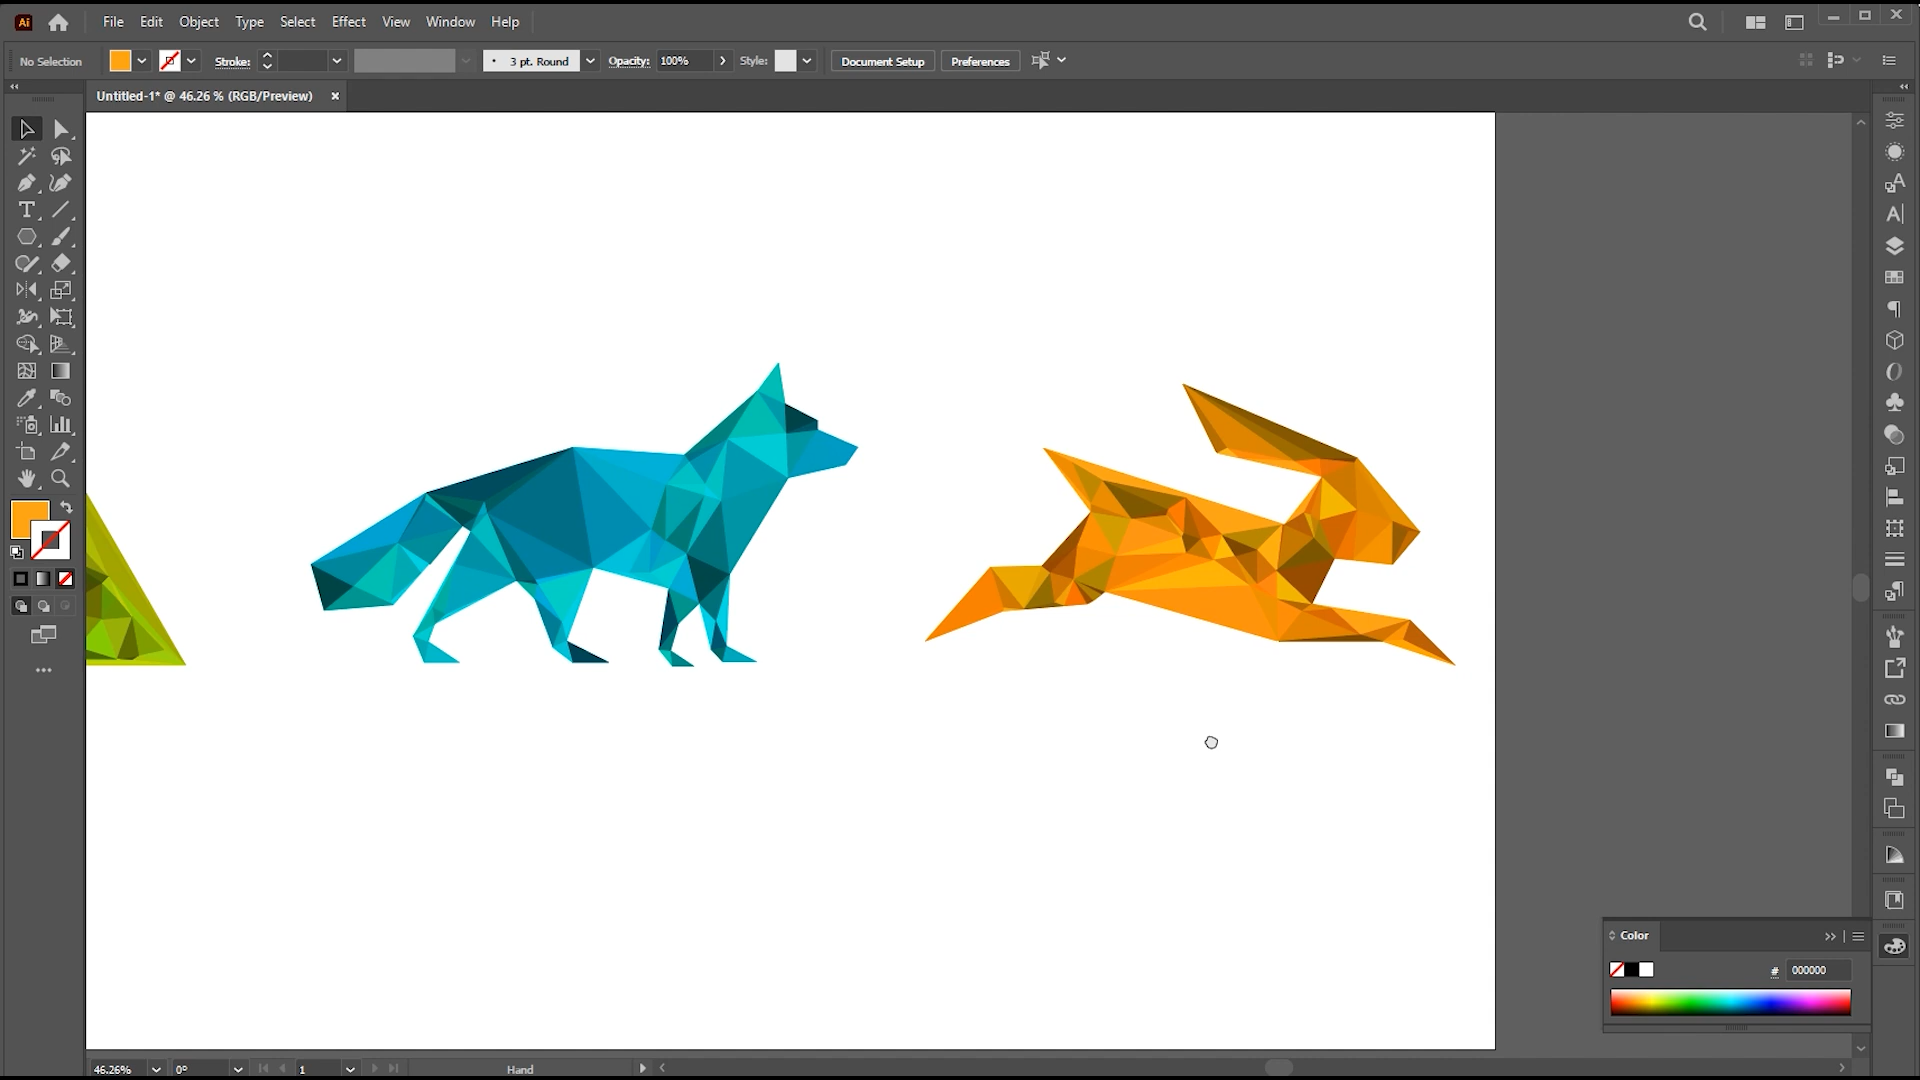 Ai File Edit Object Type Select Effect View Window Help
No Selection Stroke: 3 pt. Round Opacity: 100% Style: Document Setup Preferences
Untitled-1* @ 46.26 % (RGB/Preview)
Color
# 000000
46.26% 0° 1 Hand